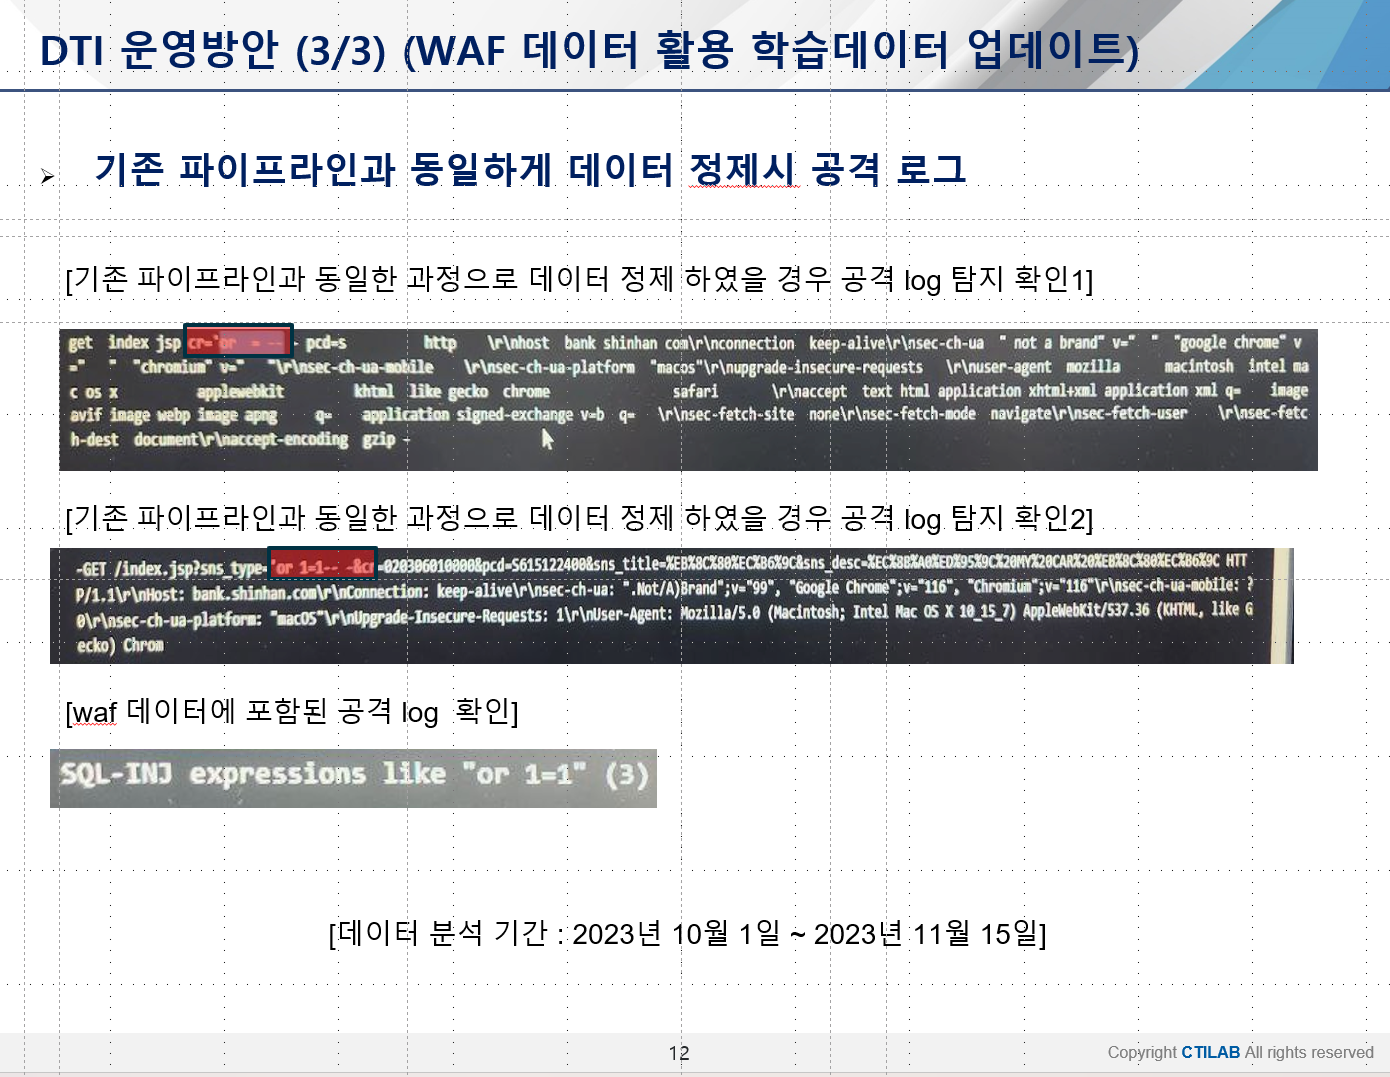 DTI 운영방안 (3/3) (WAF 데이터 활용 학습데이터 업데이트)
➢ 기존 파이프라인과 동일하게 데이터 정제시 공격 로그
[기존 파이프라인과 동일한 과정으로 데이터 정제 하였을 경우 공격 log 탐지 확인1]
get index jsp cr='or = -- - pcd=s http \r\nhost bank shinhan com\r\nconnection keep-alive\r\nsec-ch-ua " not a brand" v=" " "google chrome" v
=" " "chromium" v=" "\r\nsec-ch-ua-mobile \r\nsec-ch-ua-platform "macos"\r\nupgrade-insecure-requests \r\nuser-agent mozilla macintosh intel ma
c os x applewebkit khtml like gecko chrome safari \r\naccept text html application xhtml+xml application xml q= image
avif image webp image apng q= application signed-exchange v=b q= \r\nsec-fetch-site none\r\nsec-fetch-mode navigate\r\nsec-fetch-user \r\nsec-fetc
h-dest document\r\naccept-encoding gzip -
[기존 파이프라인과 동일한 과정으로 데이터 정제 하였을 경우 공격 log 탐지 확인2]
-GET /index.jsp?sns_type='or 1=1-- -&cr=020306010000&pcd=S615122400&sns_title=%EB%8C%80%EC%B6%9C&sns_desc=%EC%8B%A0%ED%95%9C%20MY%20CAR%20%EB%8C%80%EC%B6%9C HTT
P/1.1\r\nHost: bank.shinhan.com\r\nConnection: keep-alive\r\nsec-ch-ua: ".Not/A)Brand";v="99", "Google Chrome";v="116", "Chromium";v="116"\r\nsec-ch-ua-mobile: ?
0\r\nsec-ch-ua-platform: "macOS"\r\nUpgrade-Insecure-Requests: 1\r\nUser-Agent: Mozilla/5.0 (Macintosh; Intel Mac OS X 10_15_7) AppleWebKit/537.36 (KHTML, like G
ecko) Chrom
[waf 데이터에 포함된 공격 log 확인]
SQL-INJ expressions like "or 1=1" (3)
[데이터 분석 기간 : 2023년 10월 1일 ~ 2023년 11월 15일]
12
Copyright CTILAB All rights reserved